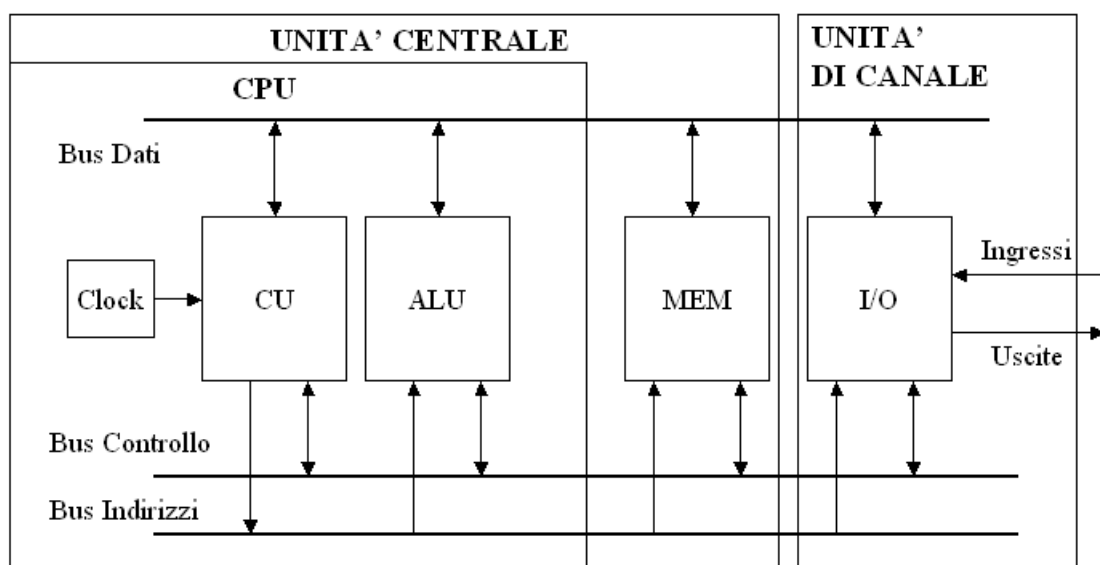 UNITA' CENTRALE
UNITA'
DI CANALE
CPU
Bus Dati
Clock
CU
ALU
MEM
I/O
Ingressi
Uscite
Bus Controllo
Bus Indirizzi